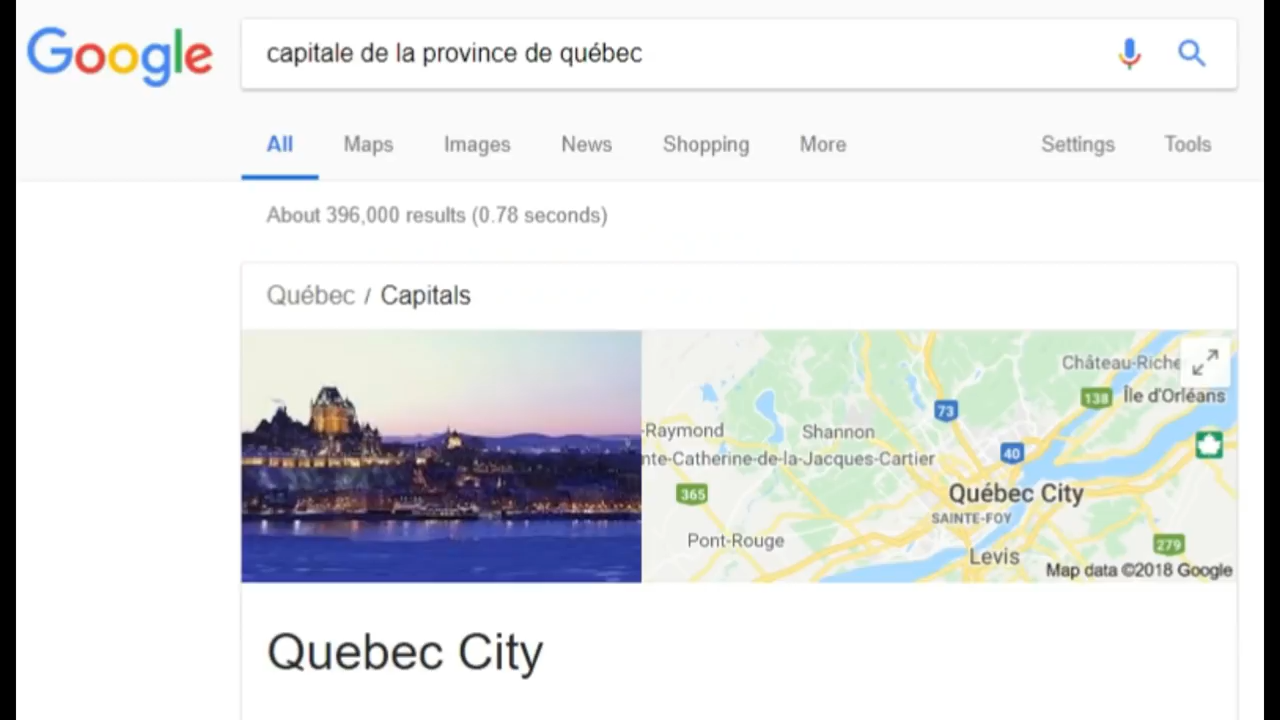 Google
capitale de la province de québec
All Maps Images News Shopping More Settings Tools
About 396,000 results (0.78 seconds)
Québec / Capitals
Château-Riche
138 Île d'Orléans
73
-Raymond Shannon
40
nte-Catherine-de-la-Jacques-Cartier
365 Québec City
SAINTE-FOY
Pont-Rouge 279
Levis
Map data ©2018 Google
Quebec City